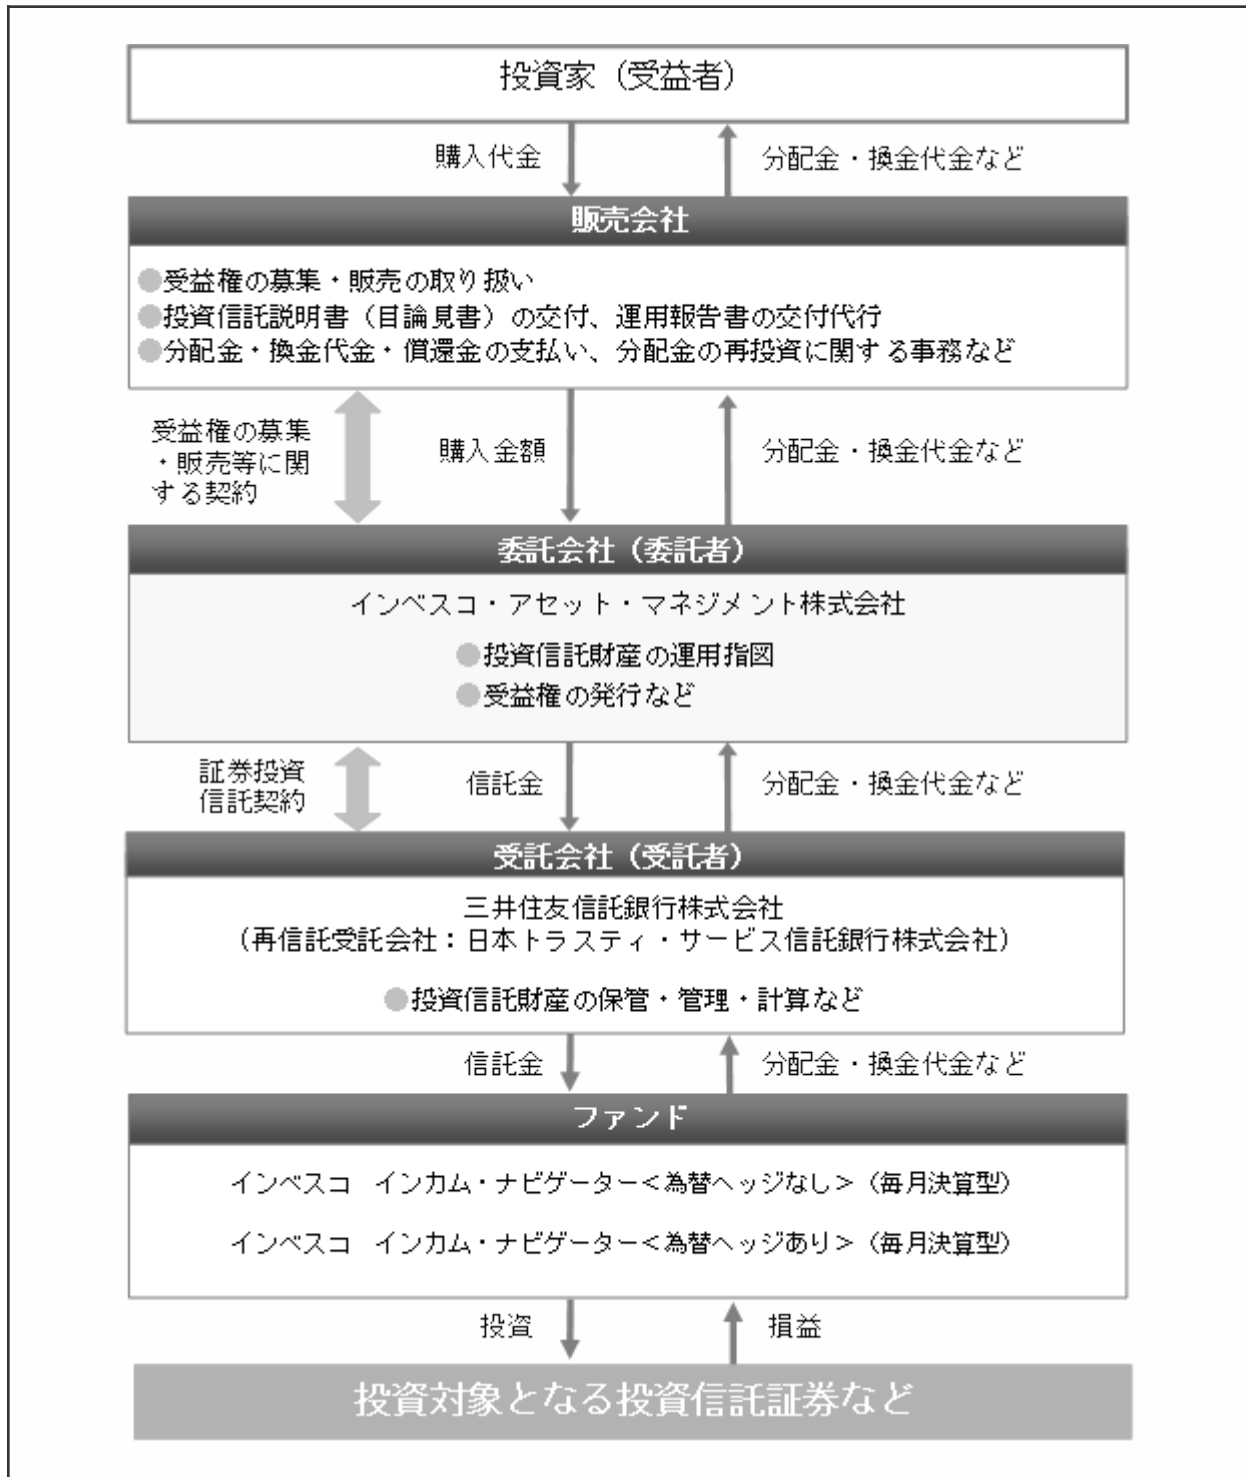 投資家（受益者）
購入代金
分配金・換金代金など
販売会社
●受益権の募集・販売の取り扱い
●投資信託説明書（目論見書）の交付、運用報告書の交付代行
●分配金・換金代金・償還金の支払い、分配金の再投資に関する事務など
受益権の募集
・販売等に関
する契約
購入金額
分配金・換金代金など
委託会社（委託者）
インベスコ・アセット・マネジメント株式会社
●投資信託財産の運用指図
●受益権の発行など
証券投資
信託契約
信託金
分配金・換金代金など
受託会社（受託者）
三井住友信託銀行株式会社
（再信託受託会社：日本トラスティ・サービス信託銀行株式会社）
●投資信託財産の保管・管理・計算など
信託金
分配金・換金代金など
ファンド
インベスコ　インカム・ナビゲーター＜為替ヘッジなし＞（毎月決算型）
インベスコ　インカム・ナビゲーター＜為替ヘッジあり＞（毎月決算型）
投資
損益
投資対象となる投資信託証券など